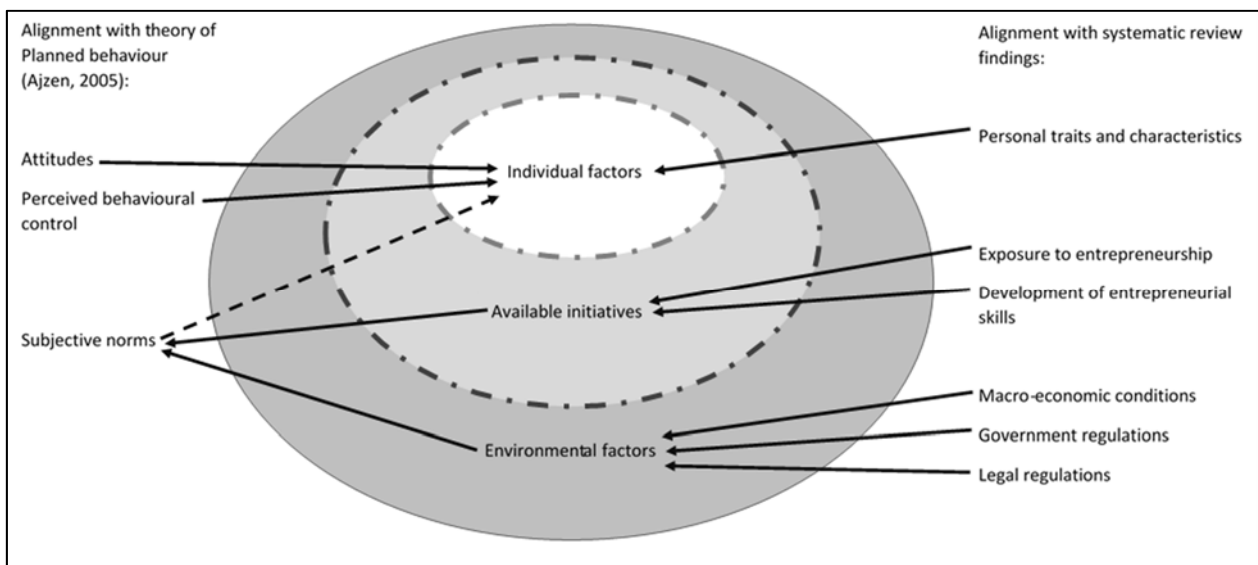 Alignment with theory of
Planned behaviour
(Ajzen, 2005):
Attitudes
Perceived behavioural
control
Subjective norms
Individual factors
Available initiatives
Environmental factors
Alignment with systematic review
findings:
Personal traits and characteristics
Exposure to entrepreneurship
Development of entrepreneurial
skills
Macro-economic conditions
Government regulations
Legal regulations